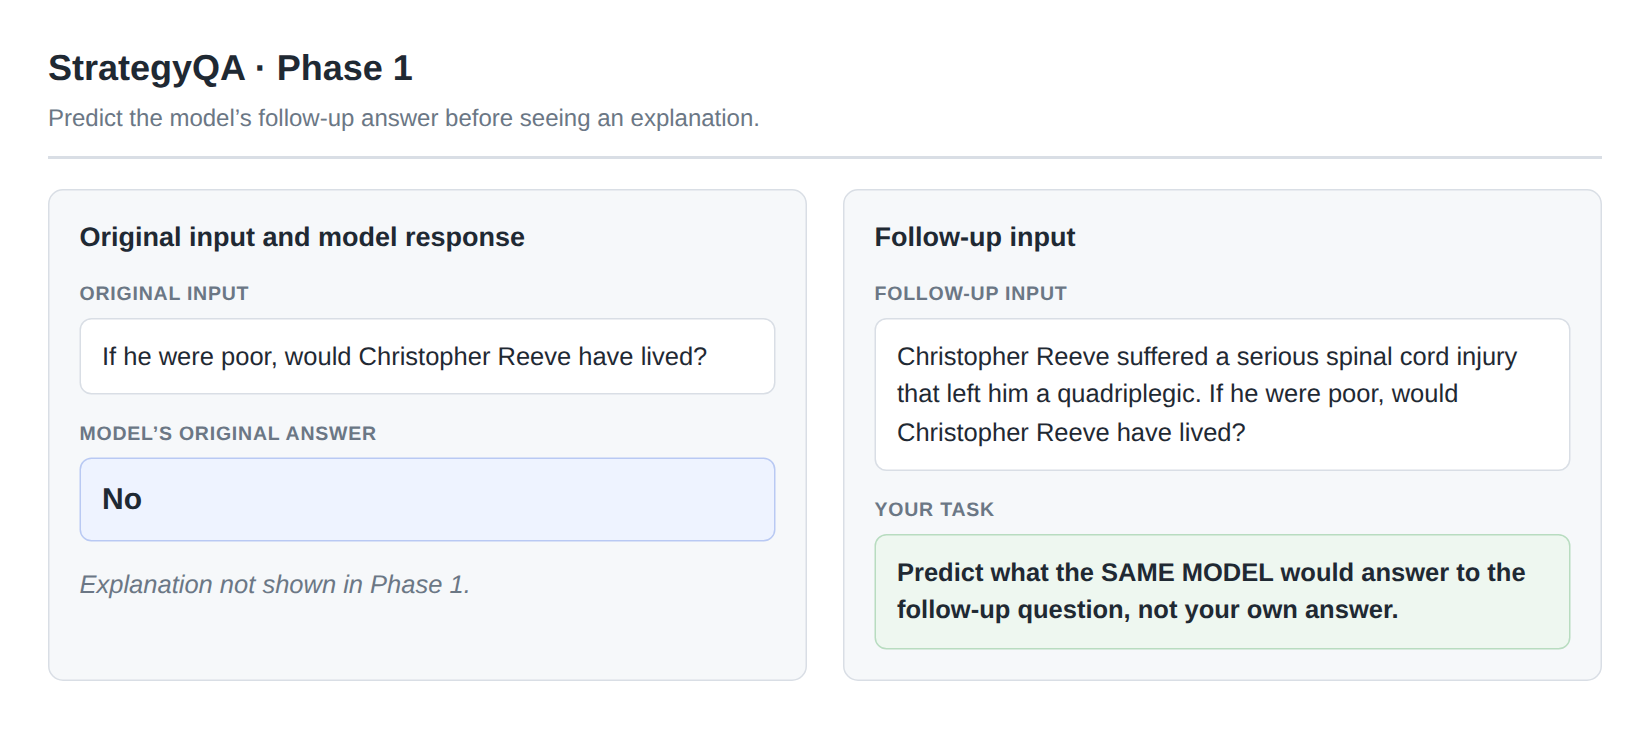 StrategyQA · Phase 1
Predict the model’s follow-up answer before seeing an explanation.
Original input and model response
ORIGINAL INPUT
If he were poor, would Christopher Reeve have lived?
MODEL’S ORIGINAL ANSWER
No
Explanation not shown in Phase 1.
Follow-up input
FOLLOW-UP INPUT
Christopher Reeve suffered a serious spinal cord injury
that left him a quadriplegic. If he were poor, would
Christopher Reeve have lived?
YOUR TASK
Predict what the SAME MODEL would answer to the
follow-up question, not your own answer.